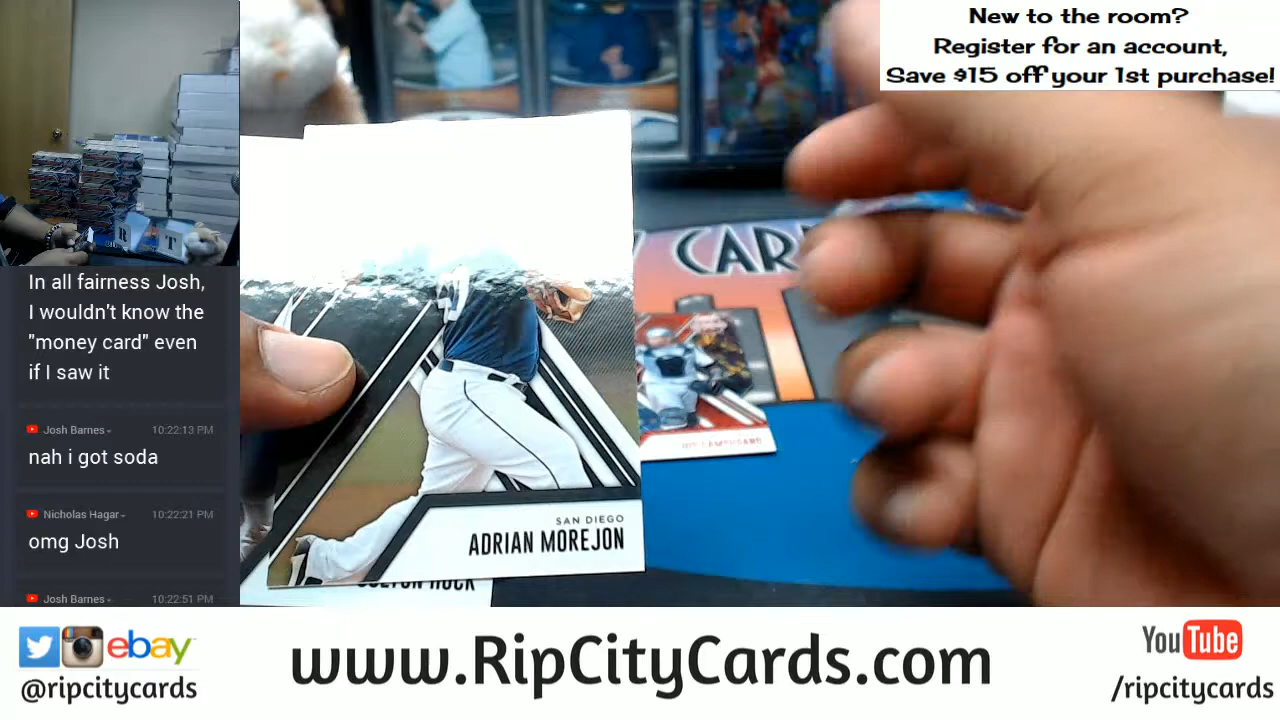 New to the room?
Register for an account,
Save $15 off your 1st purchase!
CAR
R T
In all fairness Josh,
I wouldn't know the
"money card" even
if I saw it
Josh Barnes 10:22:13 PM
nah i got soda
Nicholas Hagar 10:22:21 PM
omg Josh
Josh Barnes 10:22:51 PM
SAN DIEGO
ADRIAN MOREJON
ebay
@ripcitycards
www.RipCityCards.com
YouTube
/ripcitycards